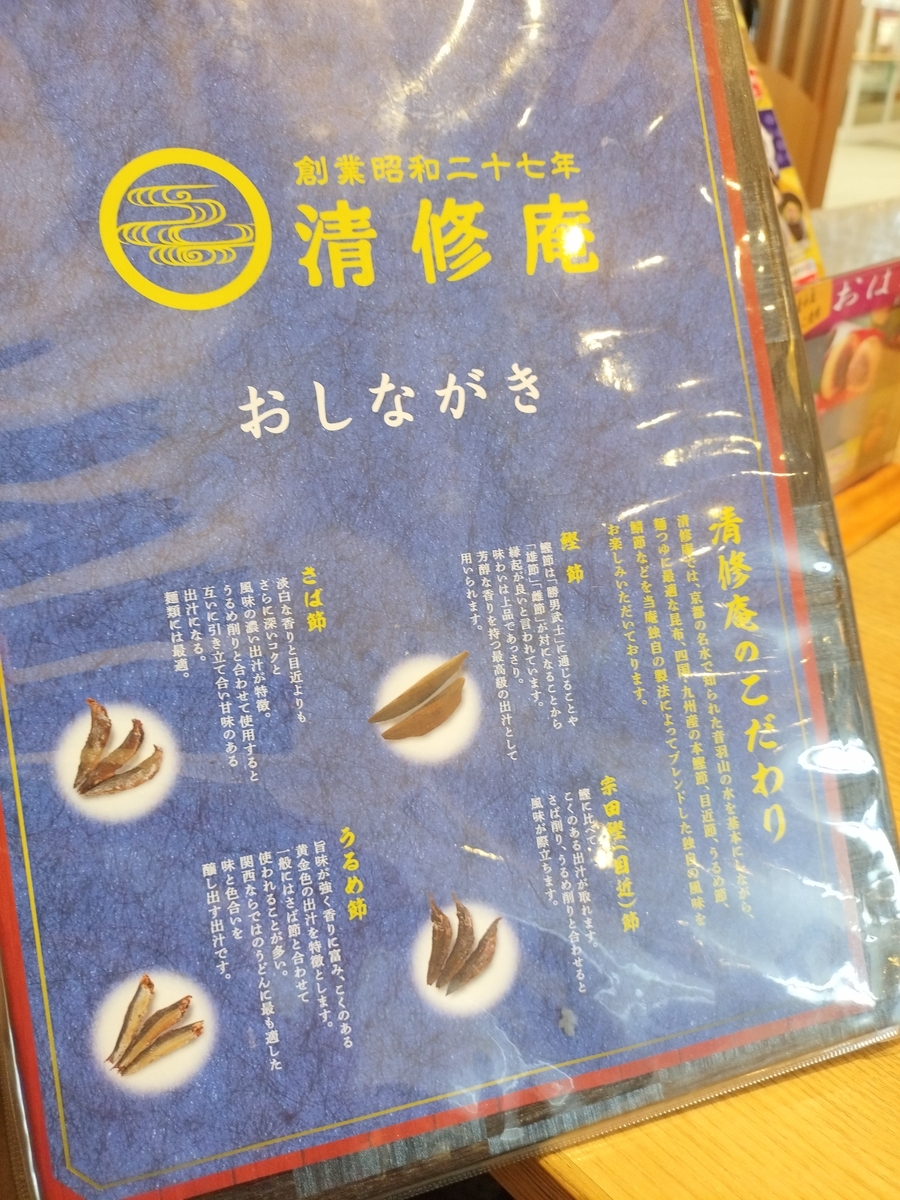 創業昭和二十七年
清修庵
おしながき
清修庵のこだわり
清修庵では、京都の名水で知られた音羽山の水を基本にしながら、
麺つゆに最適な昆布、四国、九州産の本鰹節、目近節、うるめ節、
鯖節などを当庵独自の製法によってブレンドした独自の風味を
お楽しみいただいております。
鰹節
鰹節は「勝男武士」に通じることや
「雄節」「雌節」が対になることから
縁起が良いと言われています。
味わいは上品であっさり。
芳醇な香りを持つ最高級の出汁として
用いられます。
さば節
淡白な香りと目近よりも
さらに深いコクと
風味の濃い出汁が特徴。
うるめ削りと合わせて使用すると
互いに引き立て合い甘味のある
出汁になる。
麺類には最適。
宗田鰹(目近)節
鰹に比べて、
こくのある出汁が取れます。
さば削り、うるめ削りと合わせると
風味が際立ちます。
うるめ節
旨味が強く香りに富み、こくのある
黄金色の出汁を特徴とします。
一般にはさば節と合わせて
使われることが多い。
関西ならではのうどんに最も適した
味と色合いを
醸し出す出汁です。
おは